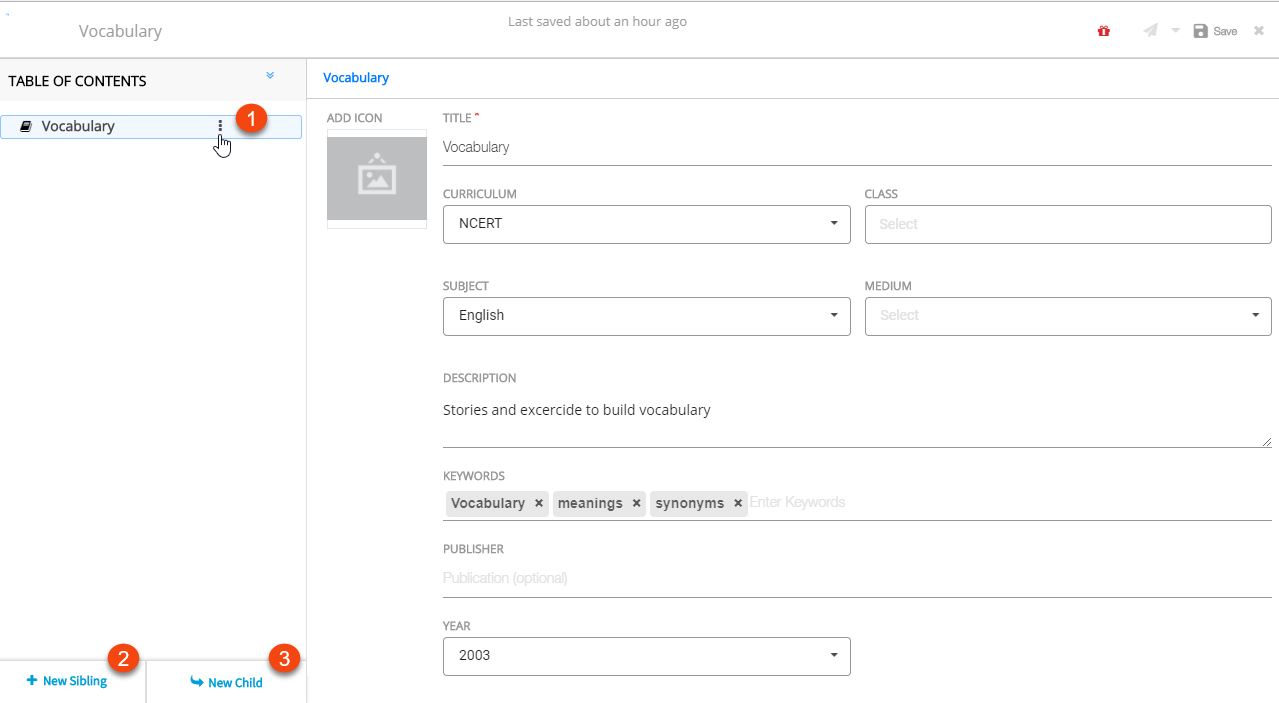 Vocabulary
Last saved about an hour ago
Save
TABLE OF CONTENTS
Vocabulary
1
Vocabulary
ADD ICON
TITLE *
Vocabulary
CURRICULUM
CLASS
NCERT
Select
SUBJECT
MEDIUM
English
Select
DESCRIPTION
Stories and excercide to build vocabulary
KEYWORDS
Vocabulary × meanings × synonyms × Enter Keywords
PUBLISHER
Publication (optional)
YEAR
2003
2
3
+ New Sibling
New Child